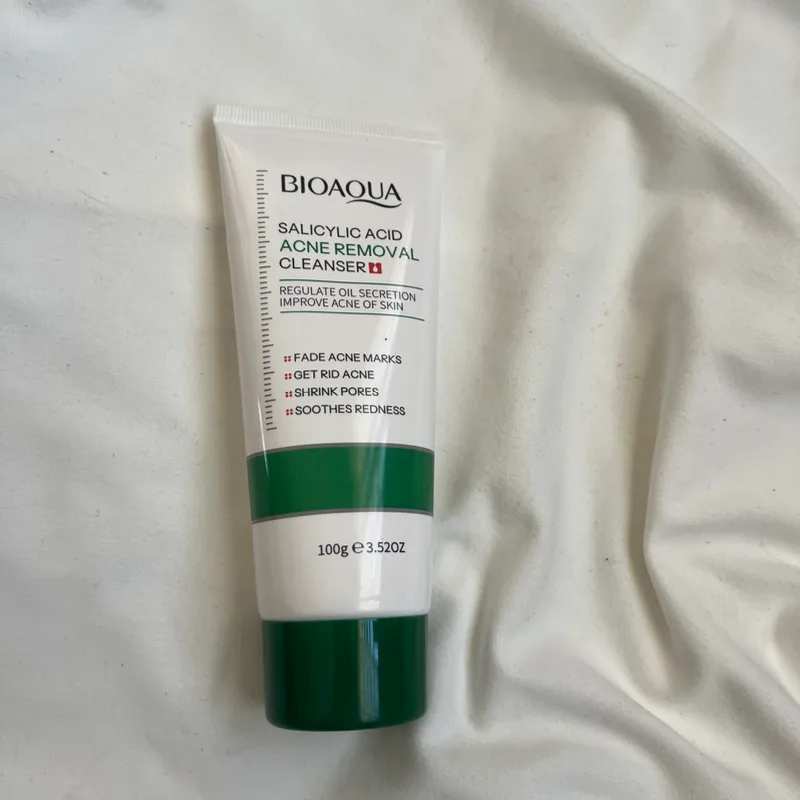 BIOAQUA
SALICYLIC ACID
ACNE REMOVAL
CLEANSER
REGULATE OIL SECRETION
IMPROVE ACNE OF SKIN
FADE ACNE MARKS
GET RID ACNE
SHRINK PORES
SOOTHES REDNESS
100g ℮ 3.52OZ